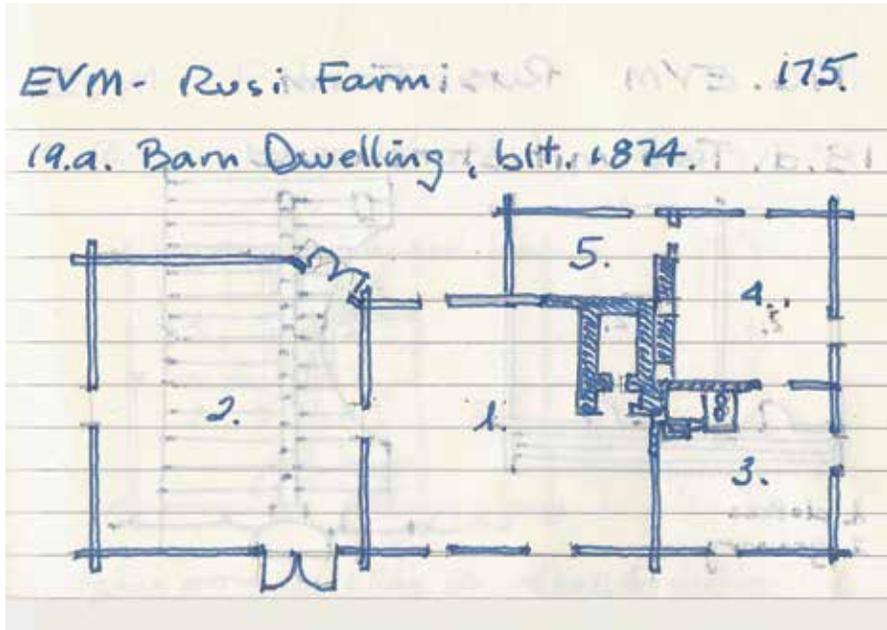 EVM- Rusi Farm: 175.
19.a. Barn Dwelling, blt. 1874.
5.
4.
2.
1.
3.